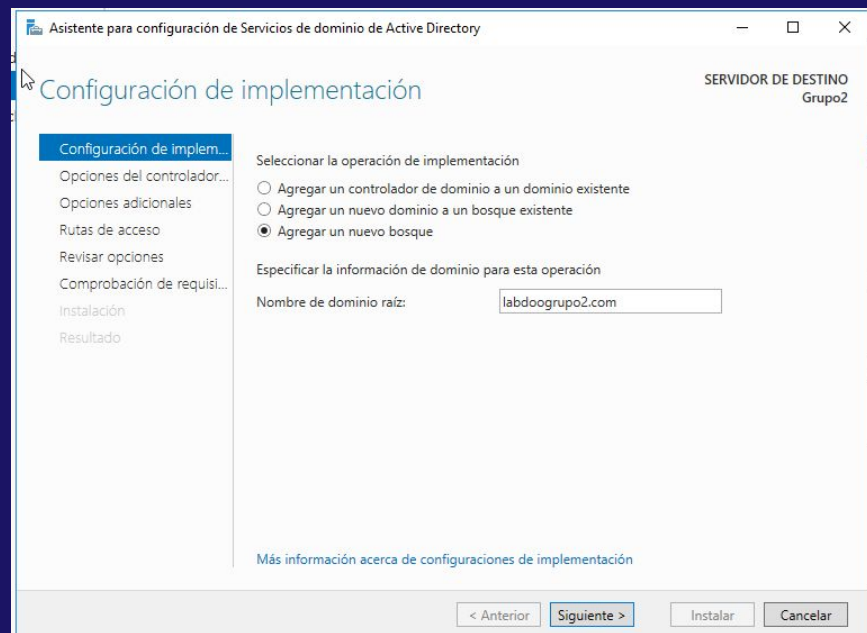 Asistente para configuración de Servicios de dominio de Active Directory
Configuración de implementación
SERVIDOR DE DESTINO
Grupo2
Configuración de implem...
Opciones del controlador...
Opciones adicionales
Rutas de acceso
Revisar opciones
Comprobación de requisi...
Instalación
Resultado
Seleccionar la operación de implementación
Agregar un controlador de dominio a un dominio existente
Agregar un nuevo dominio a un bosque existente
Agregar un nuevo bosque
Especificar la información de dominio para esta operación
Nombre de dominio raíz: labdoogrupo2.com
Más información acerca de configuraciones de implementación
< Anterior Siguiente > Instalar Cancelar